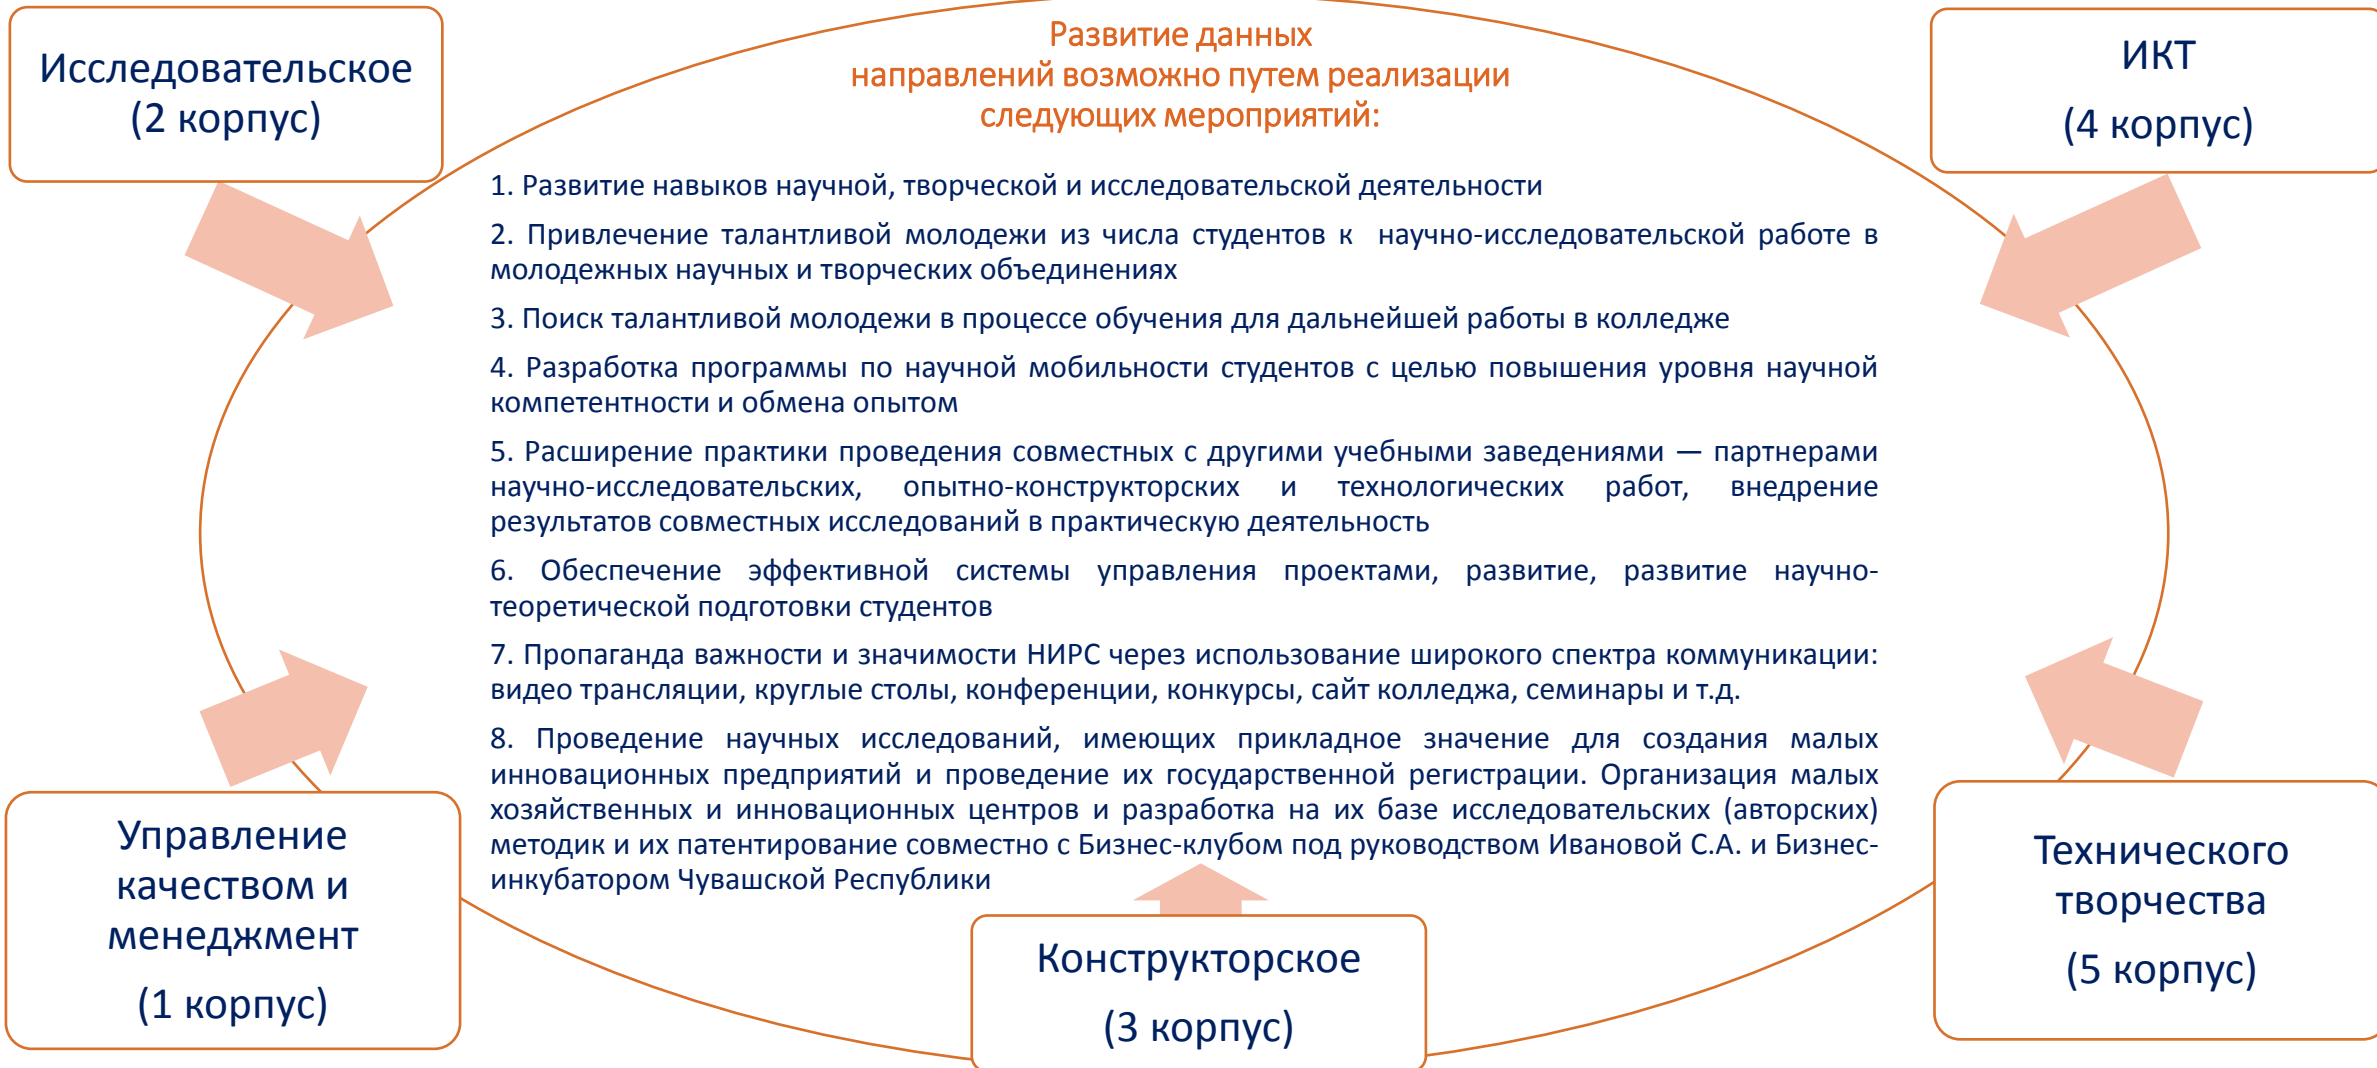 Исследовательское
(2 корпус)
Развитие данных
направлений возможно путем реализации
следующих мероприятий:
ИКТ
(4 корпус)
1. Развитие навыков научной, творческой и исследовательской деятельности
2. Привлечение талантливой молодежи из числа студентов к научно-исследовательской работе в
молодежных научных и творческих объединениях
3. Поиск талантливой молодежи в процессе обучения для дальнейшей работы в колледже
4. Разработка программы по научной мобильности студентов с целью повышения уровня научной
компетентности и обмена опытом
5. Расширение практики проведения совместных с другими учебными заведениями — партнерами
научно-исследовательских, опытно-конструкторских и технологических работ, внедрение
результатов совместных исследований в практическую деятельность
6. Обеспечение эффективной системы управления проектами, развитие, развитие научно-
теоретической подготовки студентов
7. Пропаганда важности и значимости НИРС через использование широкого спектра коммуникации:
видео трансляции, круглые столы, конференции, конкурсы, сайт колледжа, семинары и т.д.
8. Проведение научных исследований, имеющих прикладное значение для создания малых
инновационных предприятий и проведение их государственной регистрации. Организация малых
хозяйственных и инновационных центров и разработка на их базе исследовательских (авторских)
методик и их патентирование совместно с Бизнес-клубом под руководством Ивановой С.А. и Бизнес-
инкубатором Чувашской Республики
Управление
качеством и
менеджмент
(1 корпус)
Конструкторское
(3 корпус)
Технического
творчества
(5 корпус)